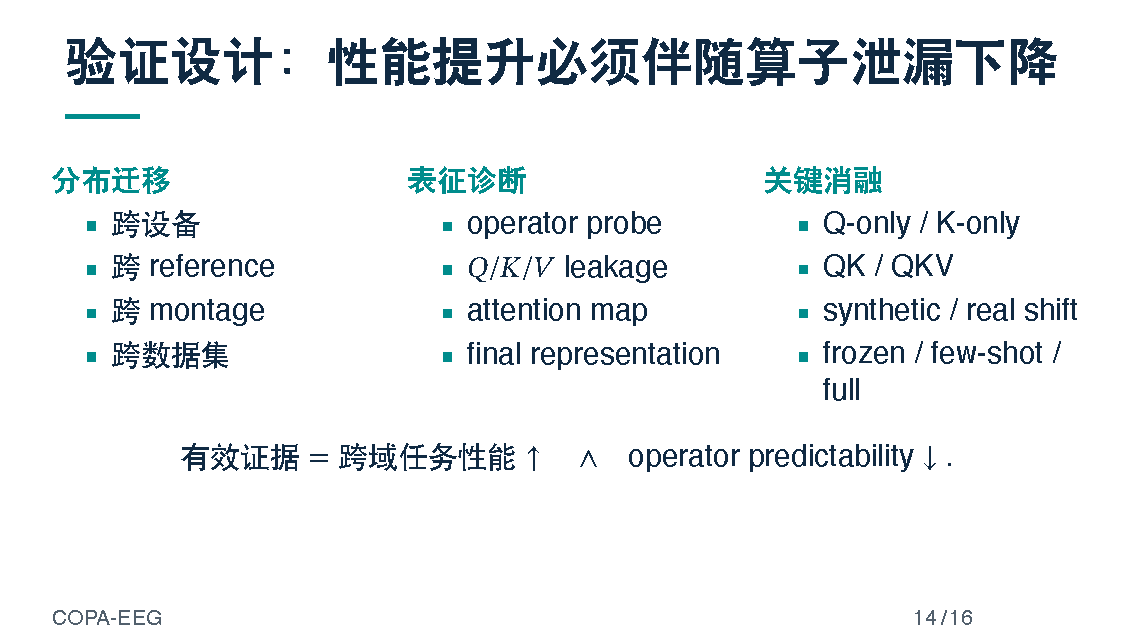 验证设计：性能提升必须伴随算子泄漏下降
分布迁移
▪ 跨设备
▪ 跨 reference
▪ 跨 montage
▪ 跨数据集
表征诊断
▪ operator probe
▪ Q/K/V leakage
▪ attention map
▪ final representation
关键消融
▪ Q-only / K-only
▪ QK / QKV
▪ synthetic / real shift
▪ frozen / few-shot /
full
有效证据 = 跨域任务性能 ↑ ∧ operator predictability ↓ .
COPA-EEG
14 / 16